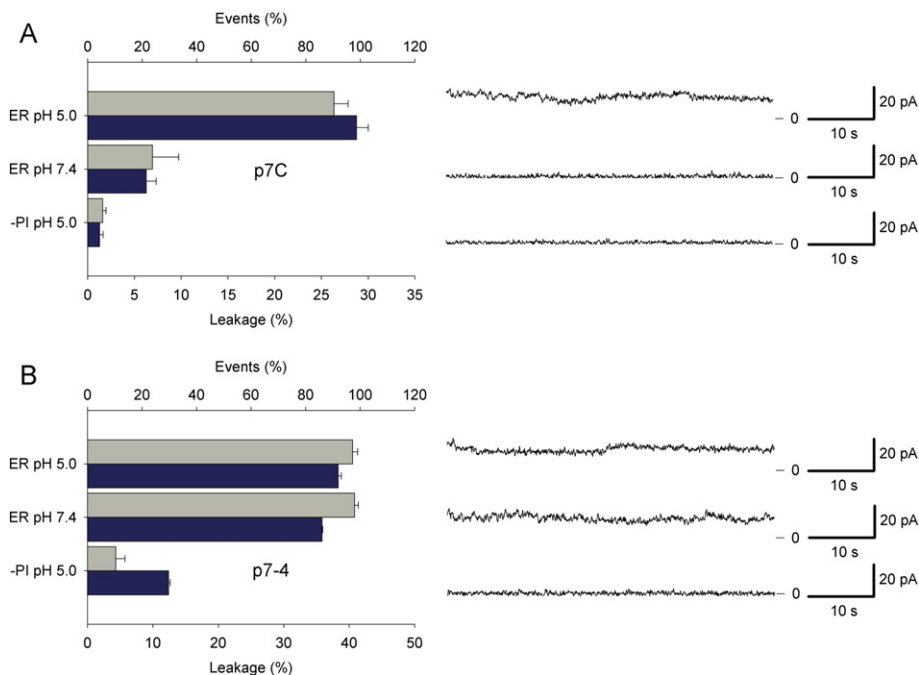 A
Events (%)
0 20 40 60 80 100 120
ER pH 5.0
ER pH 7.4
-PI pH 5.0
p7C
0 5 10 15 20 25 30 35
Leakage (%)
0
20 pA
10 s
0
20 pA
10 s
0
20 pA
10 s
B
Events (%)
0 20 40 60 80 100 120
ER pH 5.0
ER pH 7.4
-PI pH 5.0
p7-4
0 10 20 30 40 50
Leakage (%)
0
20 pA
10 s
0
20 pA
10 s
0
20 pA
10 s